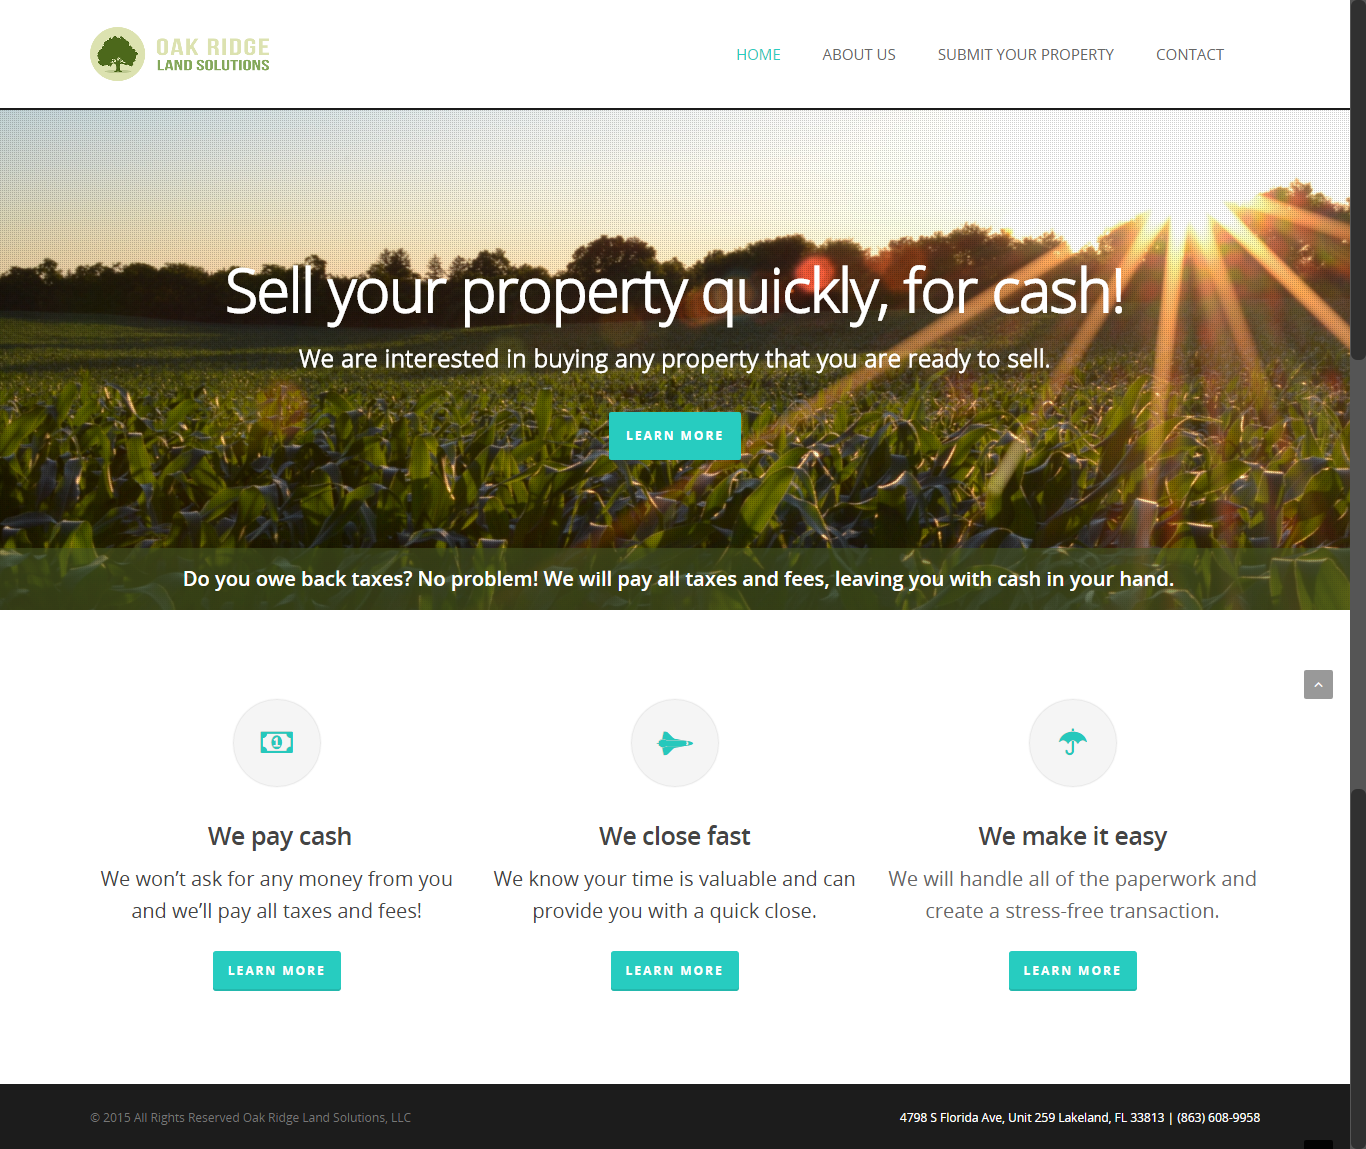 OAK RIDGE
LAND SOLUTIONS
HOME ABOUT US SUBMIT YOUR PROPERTY CONTACT
Sell your property quickly, for cash!
We are interested in buying any property that you are ready to sell.
LEARN MORE
Do you owe back taxes? No problem! We will pay all taxes and fees, leaving you with cash in your hand.
1
We pay cash
We won’t ask for any money from you
and we’ll pay all taxes and fees!
LEARN MORE
We close fast
We know your time is valuable and can
provide you with a quick close.
LEARN MORE
We make it easy
We will handle all of the paperwork and
create a stress-free transaction.
LEARN MORE
© 2015 All Rights Reserved Oak Ridge Land Solutions, LLC
4798 S Florida Ave, Unit 259 Lakeland, FL 33813 | (863) 608-9958